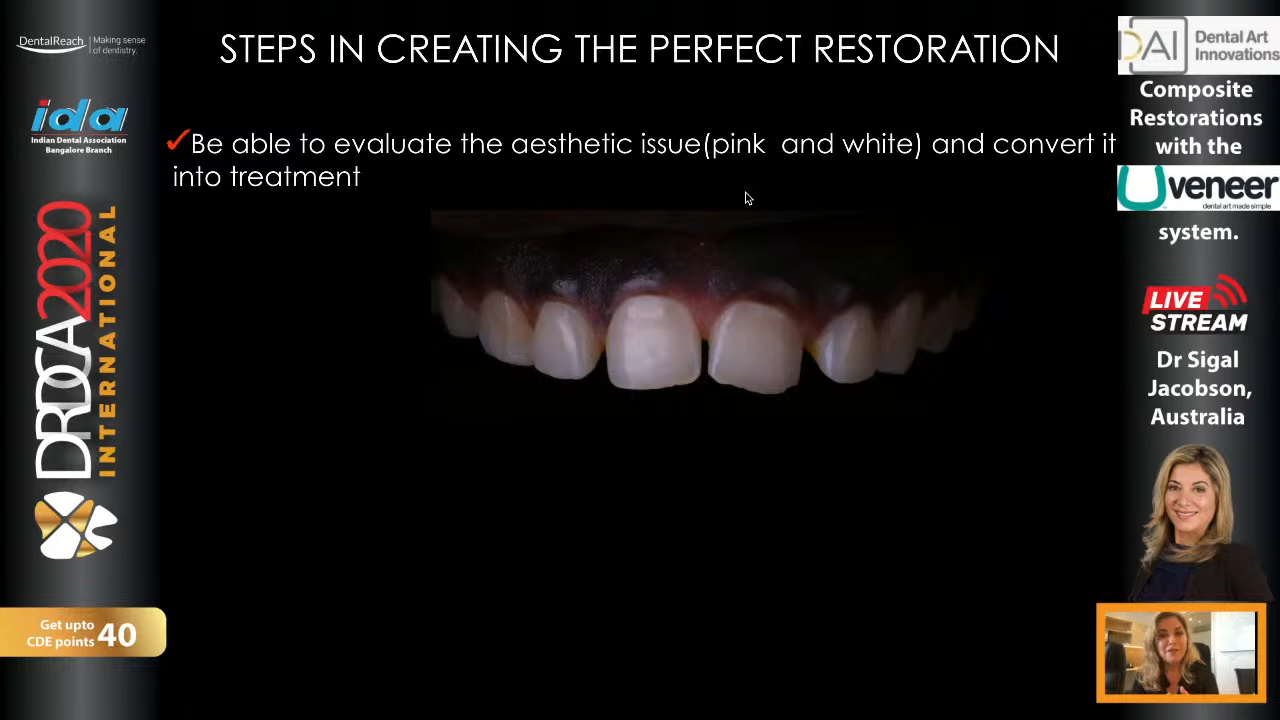 DentalReach
Making sense
of dentistry.
ida
Indian Dental Association
Bangalore Branch
DRDCA2020
INTERNATIONAL
Get upto
CDE points 40
STEPS IN CREATING THE PERFECT RESTORATION
✓Be able to evaluate the aesthetic issue(pink and white) and convert it
into treatment
DAI
Dental Art
Innovations
Composite
Restorations
with the
Uveneer
dental art made simple
system.
LIVE
STREAM
Dr Sigal
Jacobson,
Australia